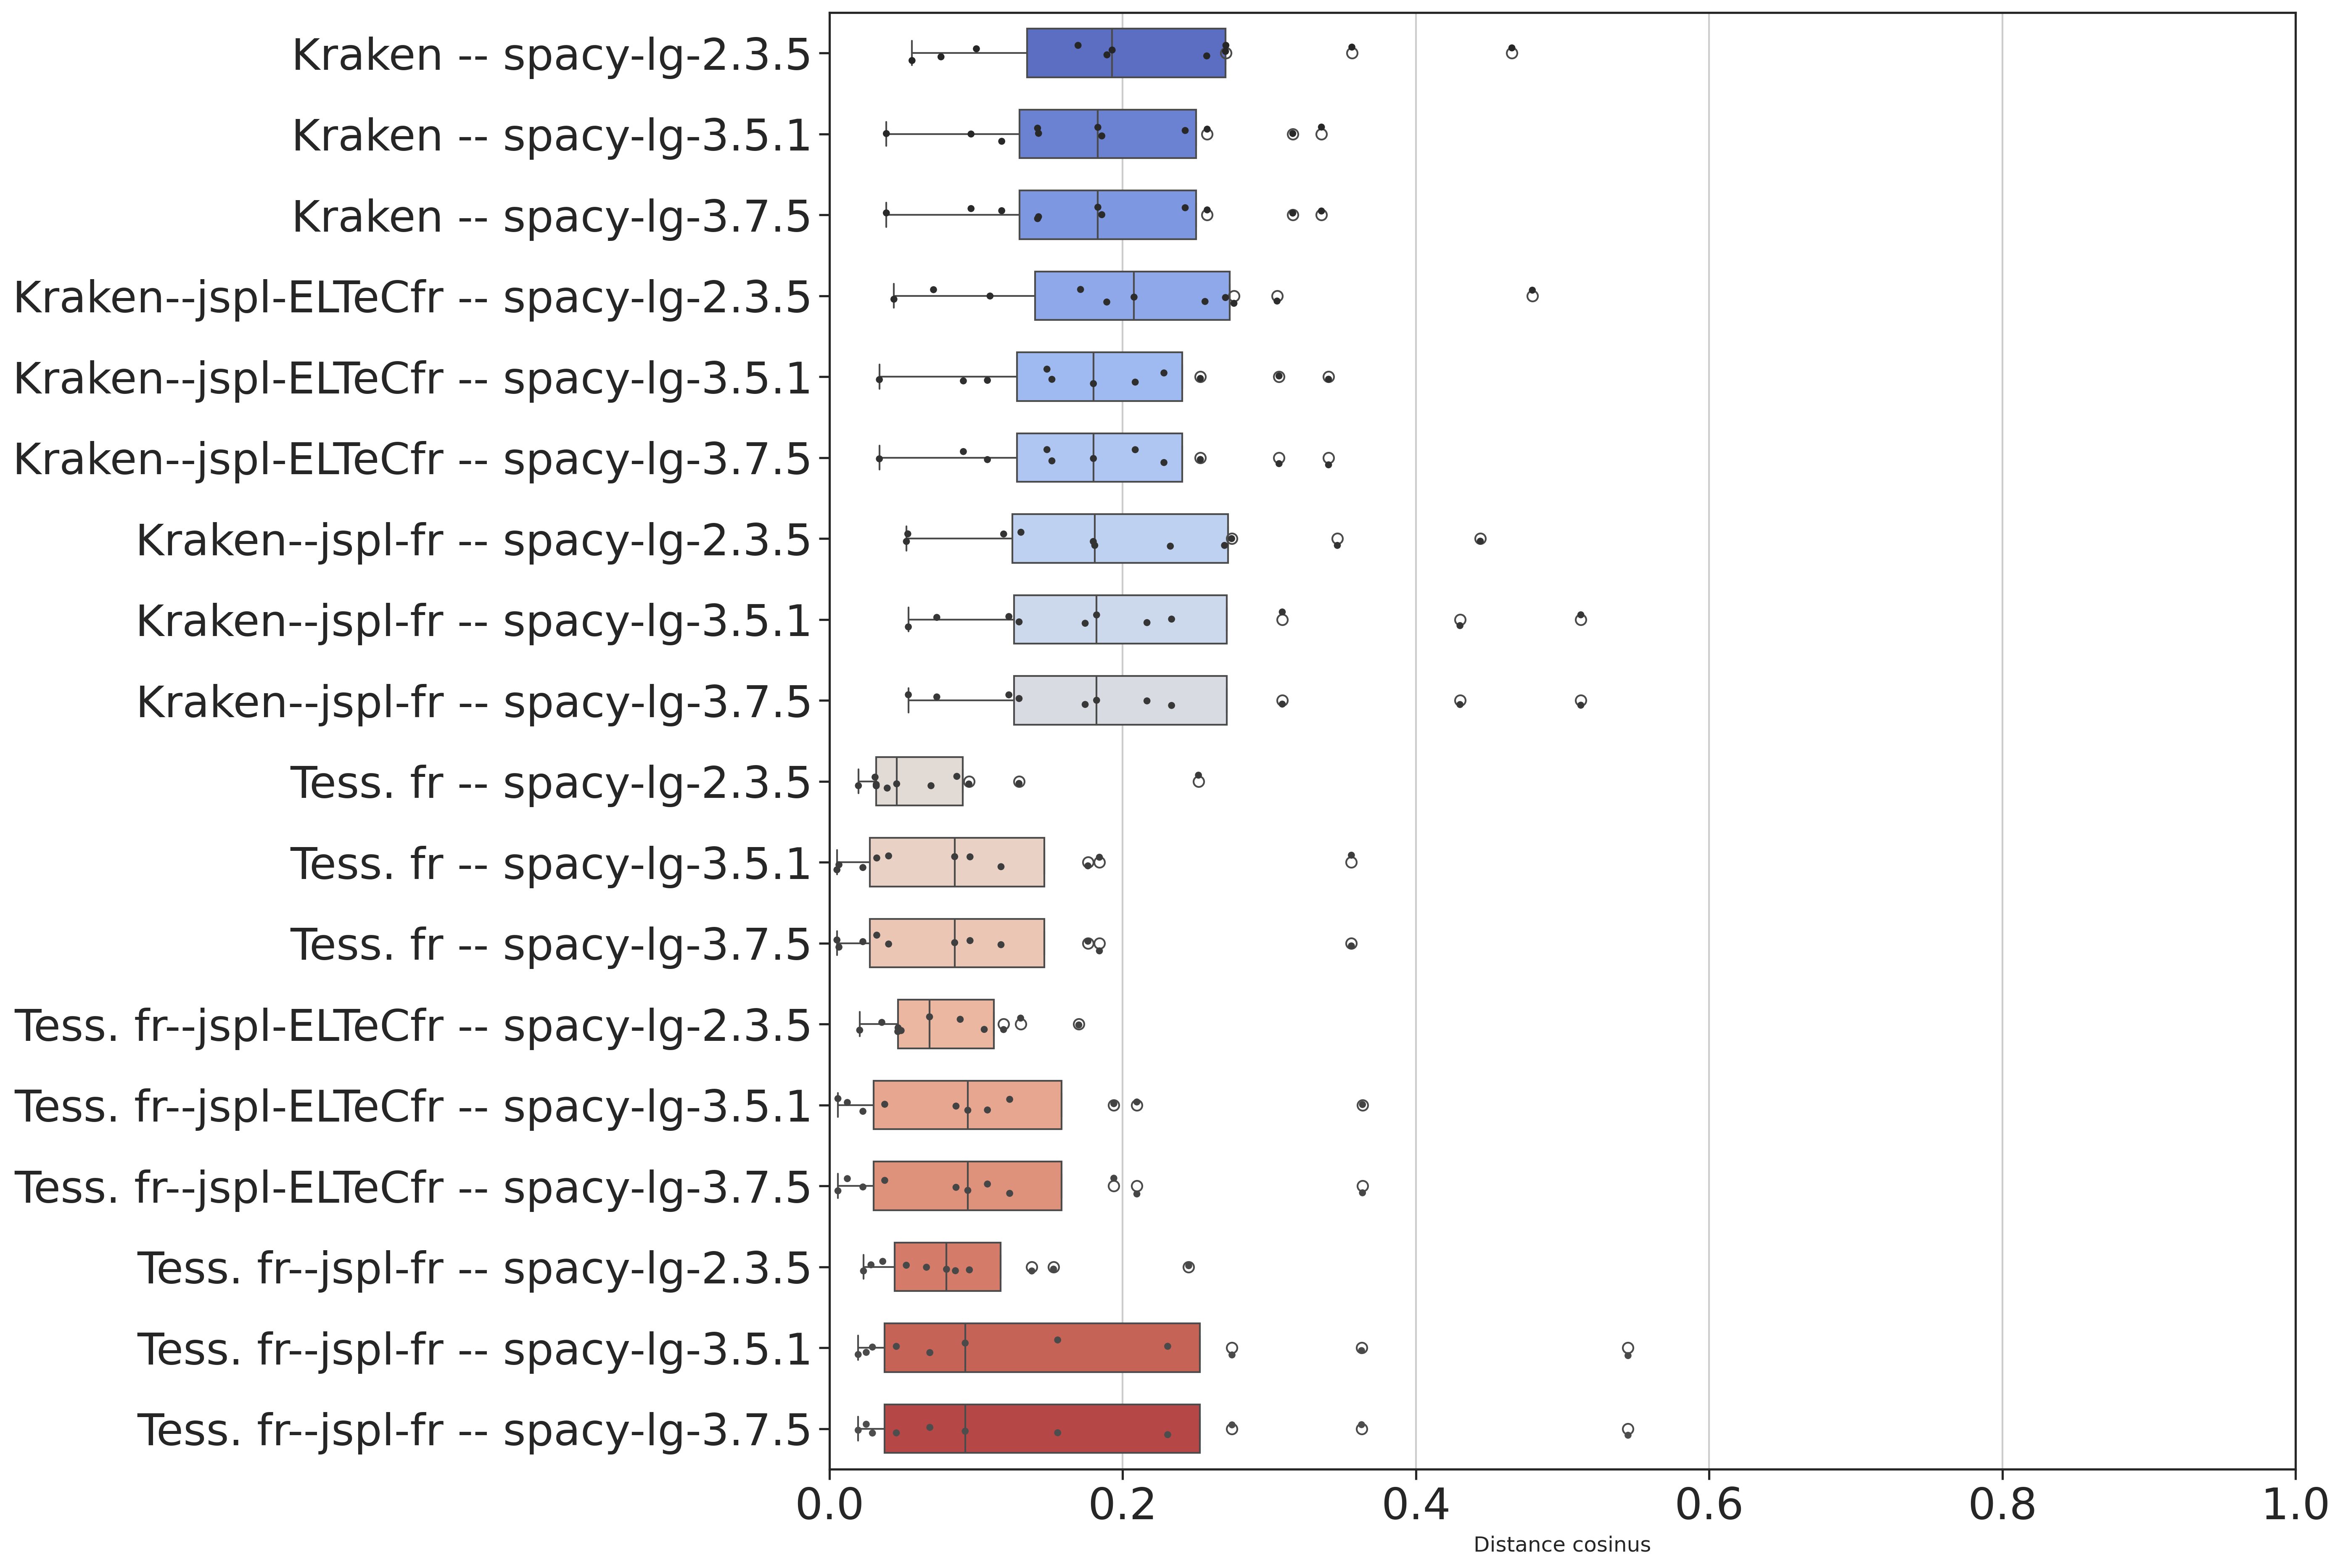 Kraken -- spacy-lg-2.3.5
Kraken -- spacy-lg-3.5.1
Kraken -- spacy-lg-3.7.5
Kraken--jspl-ELTeCfr -- spacy-lg-2.3.5
Kraken--jspl-ELTeCfr -- spacy-lg-3.5.1
Kraken--jspl-ELTeCfr -- spacy-lg-3.7.5
Kraken--jspl-fr -- spacy-lg-2.3.5
Kraken--jspl-fr -- spacy-lg-3.5.1
Kraken--jspl-fr -- spacy-lg-3.7.5
Tess. fr -- spacy-lg-2.3.5
Tess. fr -- spacy-lg-3.5.1
Tess. fr -- spacy-lg-3.7.5
Tess. fr--jspl-ELTeCfr -- spacy-lg-2.3.5
Tess. fr--jspl-ELTeCfr -- spacy-lg-3.5.1
Tess. fr--jspl-ELTeCfr -- spacy-lg-3.7.5
Tess. fr--jspl-fr -- spacy-lg-2.3.5
Tess. fr--jspl-fr -- spacy-lg-3.5.1
Tess. fr--jspl-fr -- spacy-lg-3.7.5
0.0 0.2 0.4 0.6 0.8 1.0
Distance cosinus